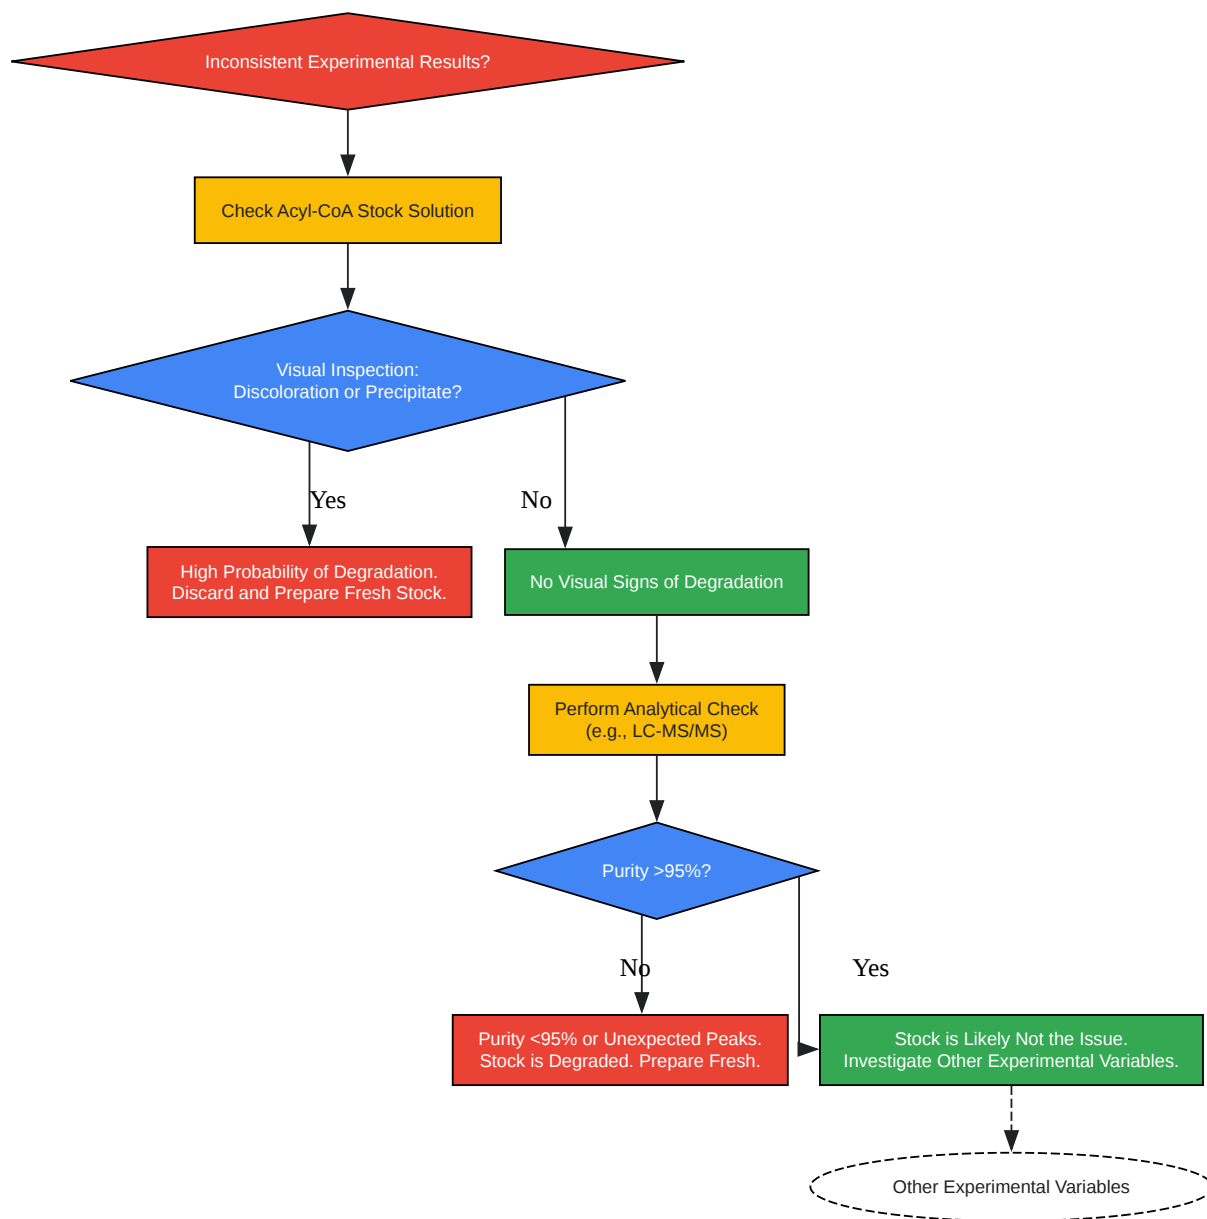 Inconsistent Experimental Results?
Check Acyl-CoA Stock Solution
Visual Inspection:
Discoloration or Precipitate?
Yes
No
High Probability of Degradation.
Discard and Prepare Fresh Stock.
No Visual Signs of Degradation
Perform Analytical Check
(e.g., LC-MS/MS)
Purity >95%?
No
Yes
Purity <95% or Unexpected Peaks.
Stock is Degraded. Prepare Fresh.
Stock is Likely Not the Issue.
Investigate Other Experimental Variables.
Other Experimental Variables